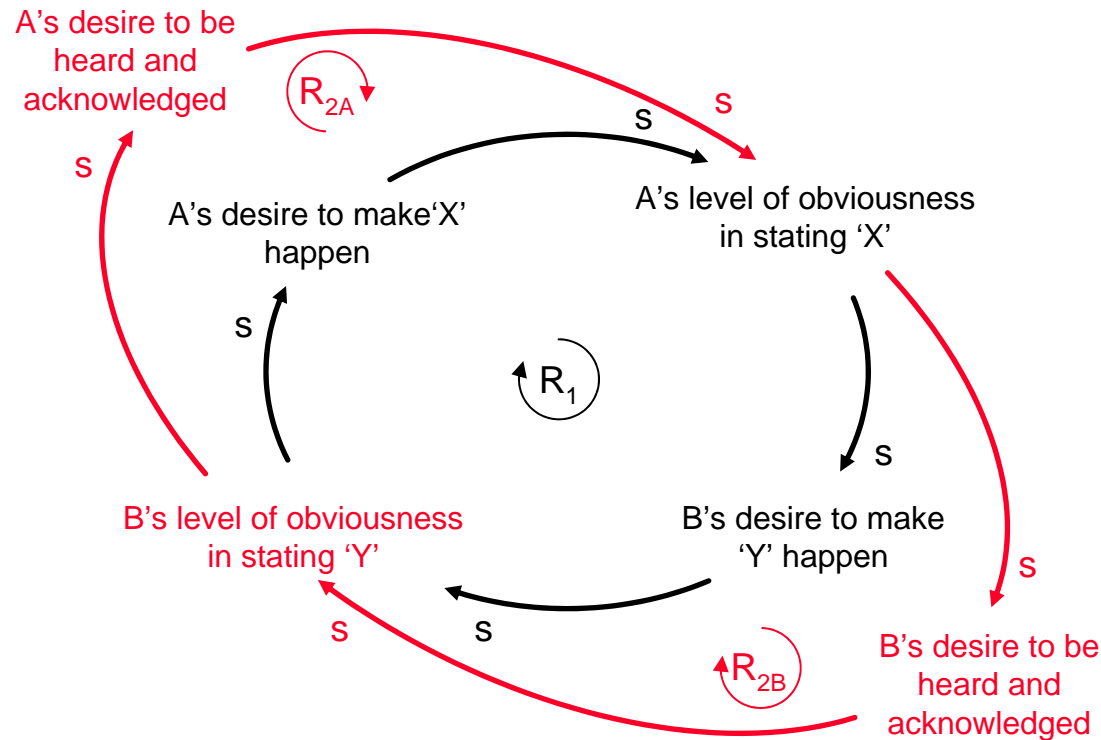 A's desire to be
heard and
acknowledged
R2A
s
s
s
A's desire to make‘X’
happen
A's level of obviousness
in stating ‘X’
s
R1
s
B's level of obviousness
in stating ‘Y’
B's desire to make
‘Y’ happen
s
s
s
R2B
B's desire to be
heard and
acknowledged